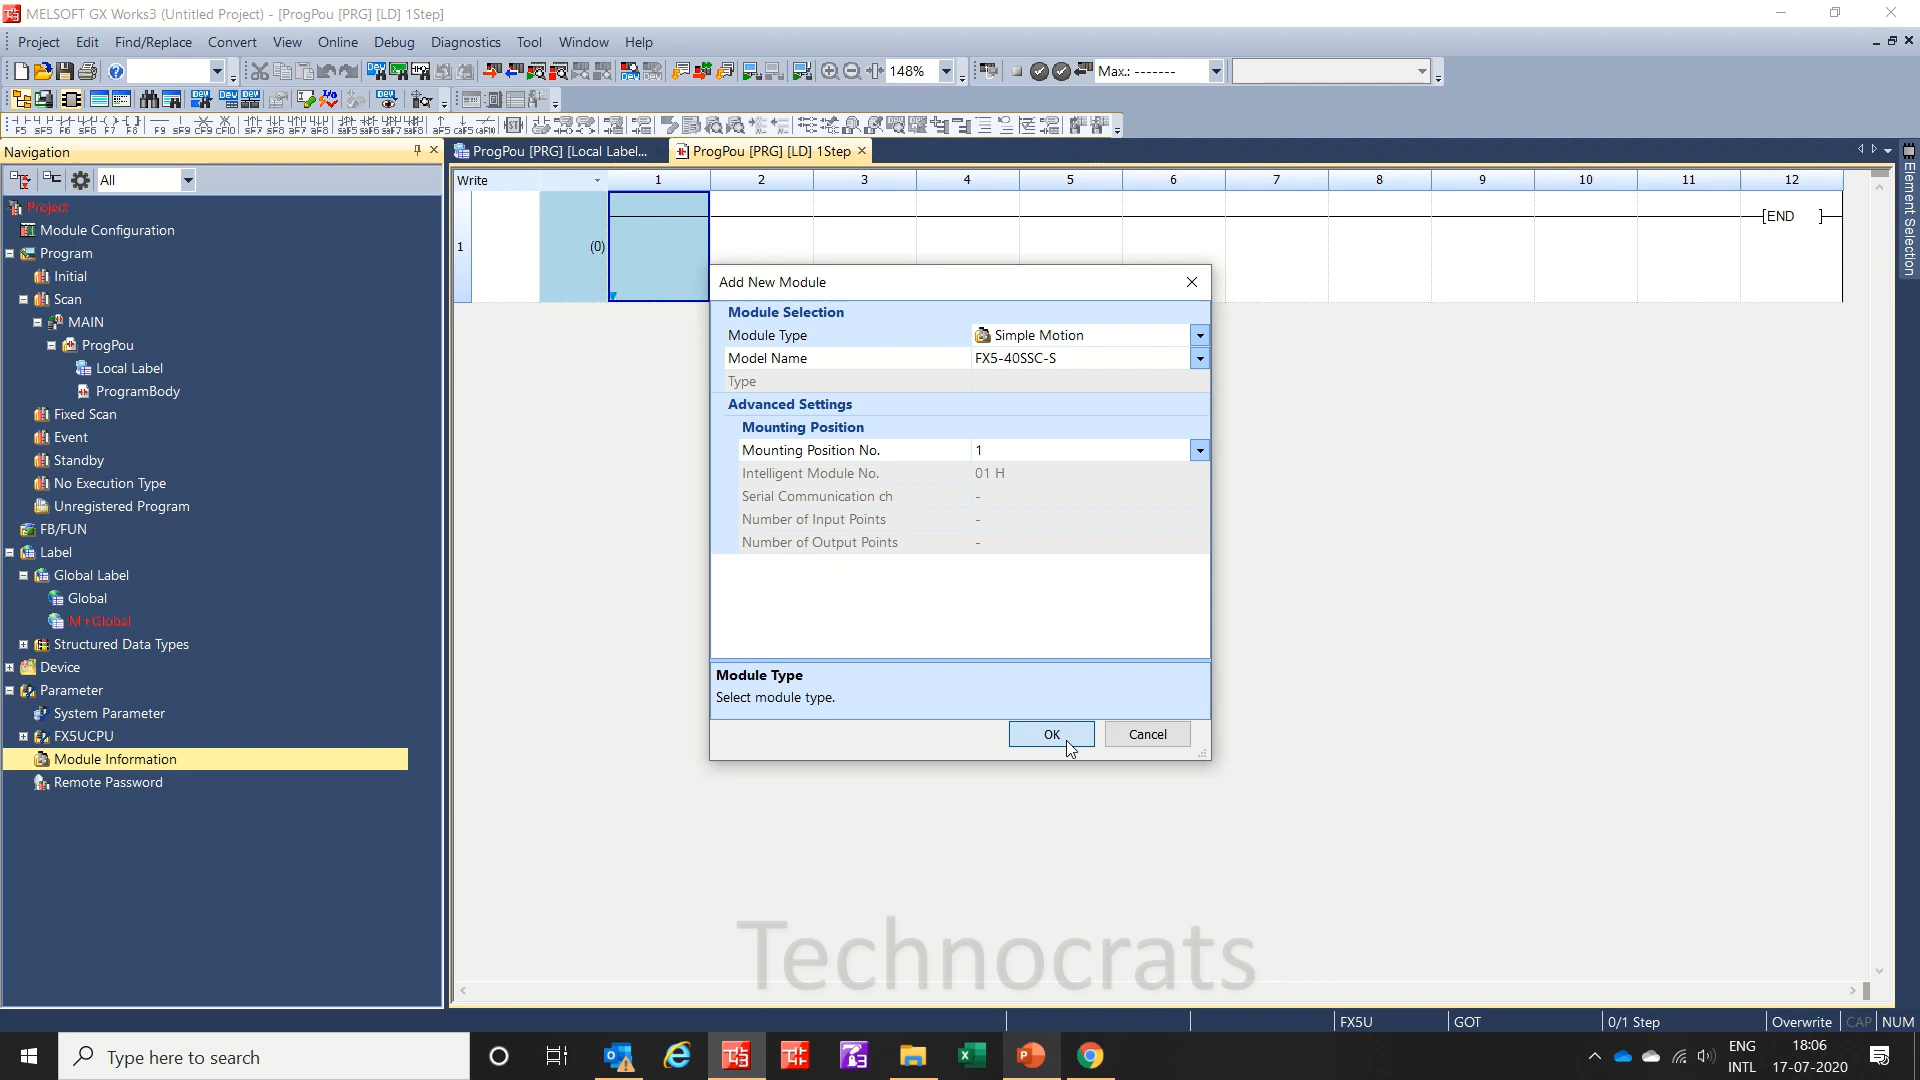 MELSOFT GX Works3 (Untitled Project) - [ProgPou [PRG] [LD] 1Step]
Project Edit Find/Replace Convert View Online Debug Diagnostics Tool Window Help
148% Max.: -------
Navigation
ProgPou [PRG] [Local Label...
ProgPou [PRG] [LD] 1Step
All
Write 1 2 3 4 5 6 7 8 9 10 11 12
1 (0) [END ]
Element Selection
Project
Module Configuration
Program
Initial
Scan
MAIN
ProgPou
Local Label
ProgramBody
Fixed Scan
Event
Standby
No Execution Type
Unregistered Program
FB/FUN
Label
Global Label
Global
M+Global
Structured Data Types
Device
Parameter
System Parameter
FX5UCPU
Module Information
Remote Password
Add New Module
Module Selection
Module Type Simple Motion
Model Name FX5-40SSC-S
Type
Advanced Settings
Mounting Position
Mounting Position No. 1
Intelligent Module No. 01 H
Serial Communication ch -
Number of Input Points -
Number of Output Points -
Module Type
Select module type.
OK Cancel
Technocrats
FX5U GOT 0/1 Step Overwrite CAP NUM
Type here to search
ENG
INTL
18:06
17-07-2020